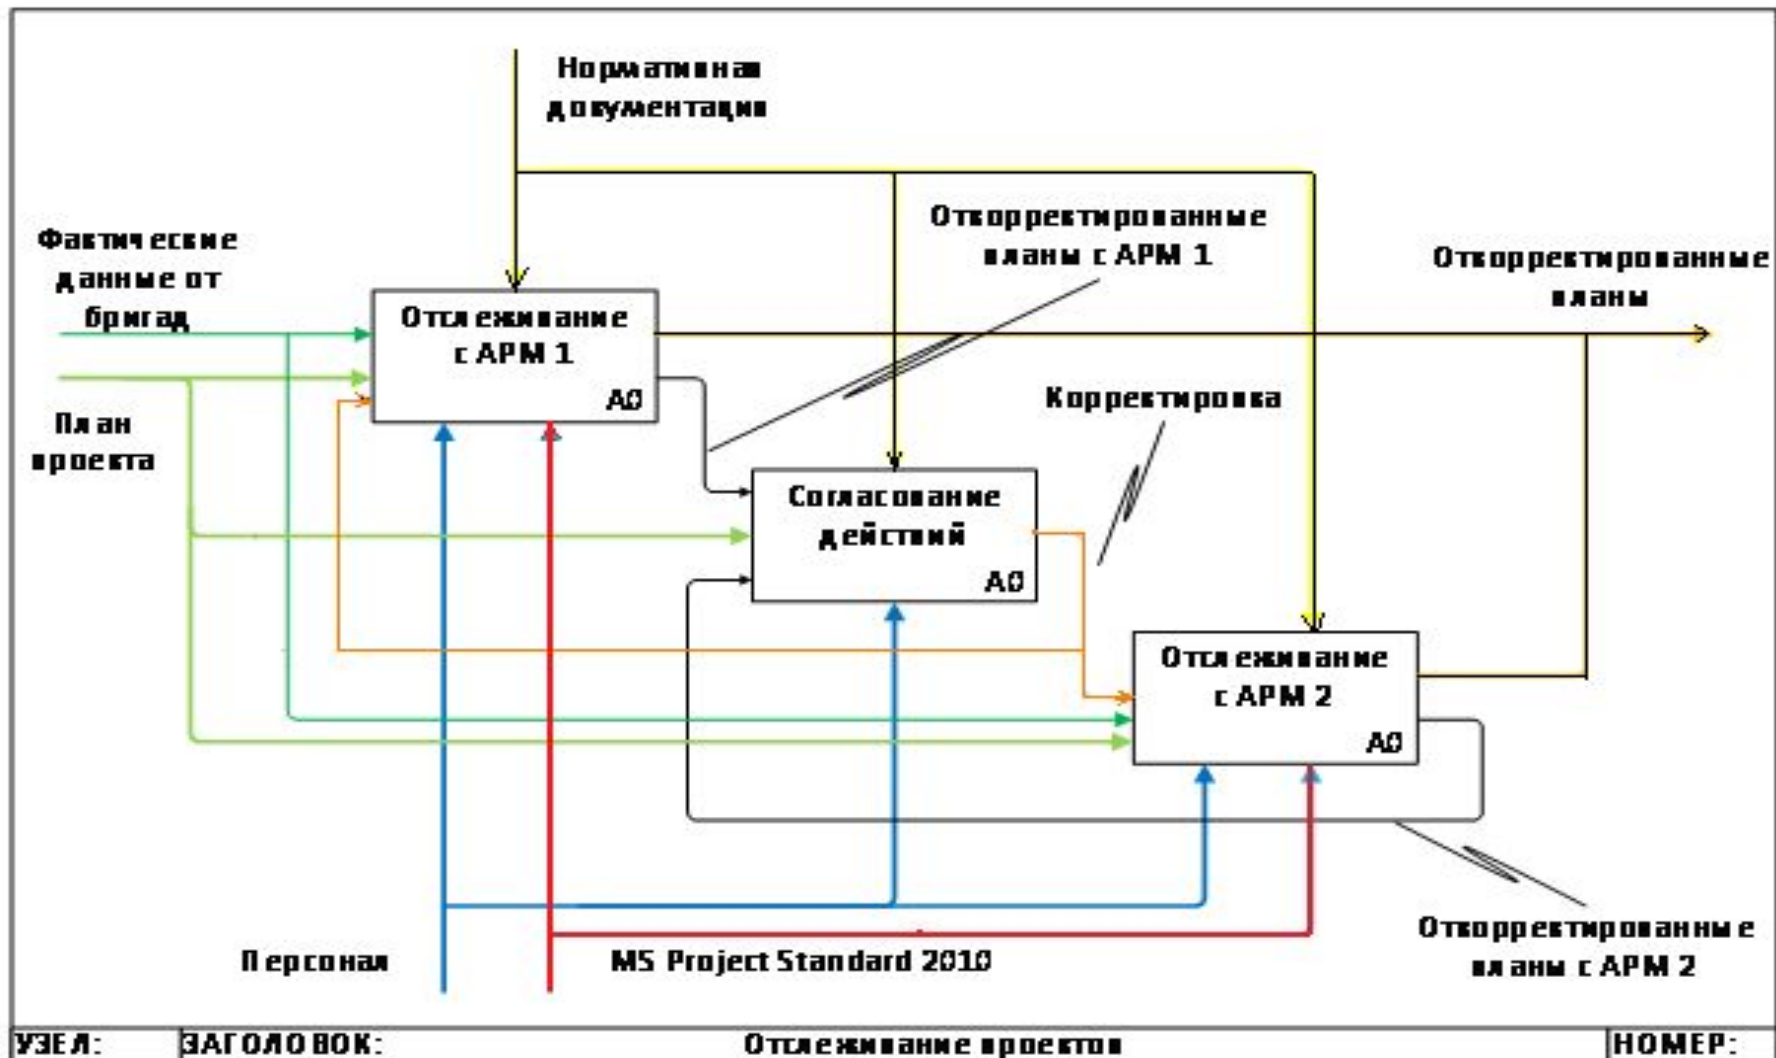 Нормативная
документация
Откорректированные
планы с АРМ 1
Фактические
данные от
бригад
Откорректированные
планы
Отслеживание
с АРМ 1
А0
План
проекта
Корректировка
Согласование
действий
А0
Отслеживание
с АРМ 2
А0
Персонал
MS Project Standard 2010
Откорректированные
планы с АРМ 2
УЗЕЛ:
ЗАГОЛОВОК:
Отслеживание проектов
НОМЕР: